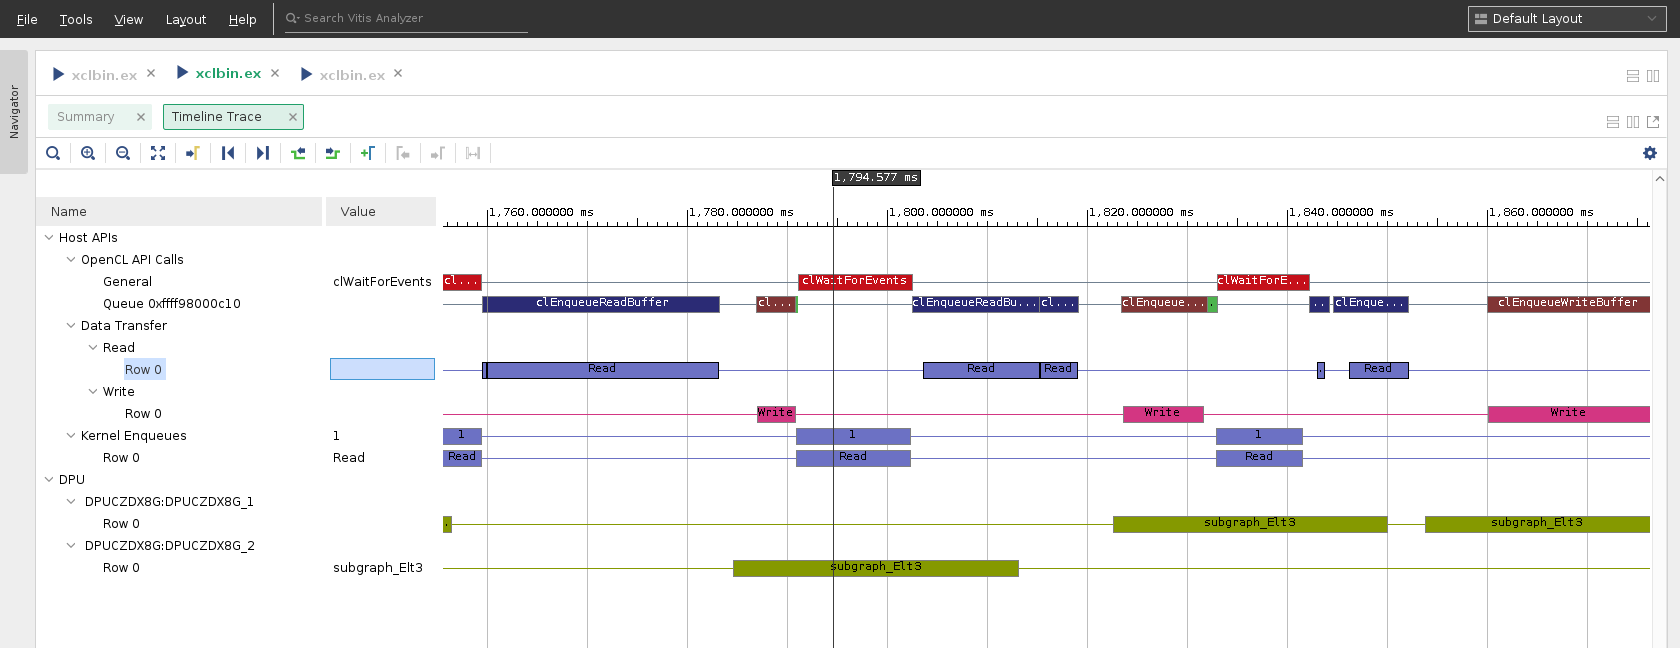 File Tools View Layout Help Search Vitis Analyzer Default Layout
Navigator
xclbin.ex xclbin.ex xclbin.ex
Summary Timeline Trace
1,794.577 ms
Name Value 1,760.000000 ms 1,780.000000 ms 1,800.000000 ms 1,820.000000 ms 1,840.000000 ms 1,860.000000 ms
Host APIs
OpenCL API Calls
General clWaitForEvents cl... clWaitForEvents clWaitForE...
Queue 0xffff98000c10 clEnqueueReadBuffer cl... clEnqueueReadBu... cl... clEnqueue... . .. clEnque... clEnqueueWriteBuffer
Data Transfer
Read
Row 0 Read Read Read . Read
Write
Row 0 Write Write Write
Kernel Enqueues 1 1 1 1
Row 0 Read Read Read Read
DPU
DPUCZDX8G:DPUCZDX8G_1
Row 0 . subgraph_Elt3 subgraph_Elt3
DPUCZDX8G:DPUCZDX8G_2
Row 0 subgraph_Elt3 subgraph_Elt3